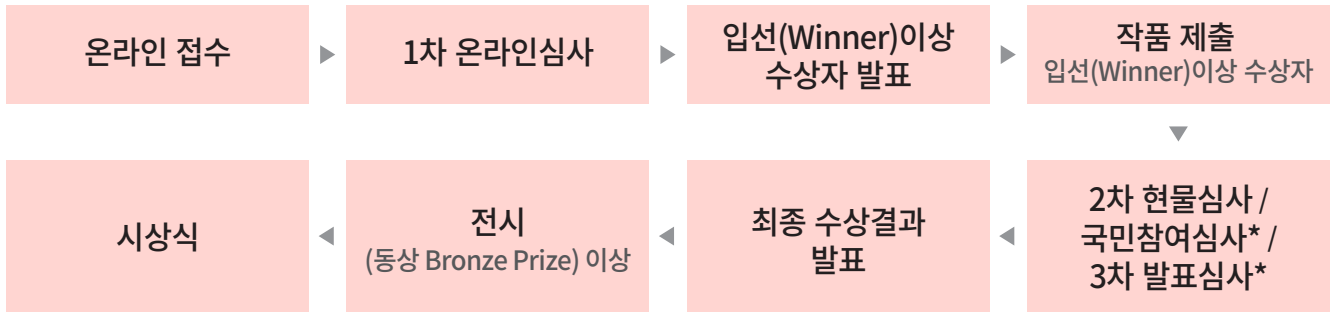 온라인 접수
1차 온라인심사
입선(Winner)이상
수상자 발표
작품 제출
입선(Winner)이상 수상자
2차 현물심사 /
국민참여심사* /
3차 발표심사*
최종 수상결과
발표
전시
(동상 Bronze Prize) 이상
시상식